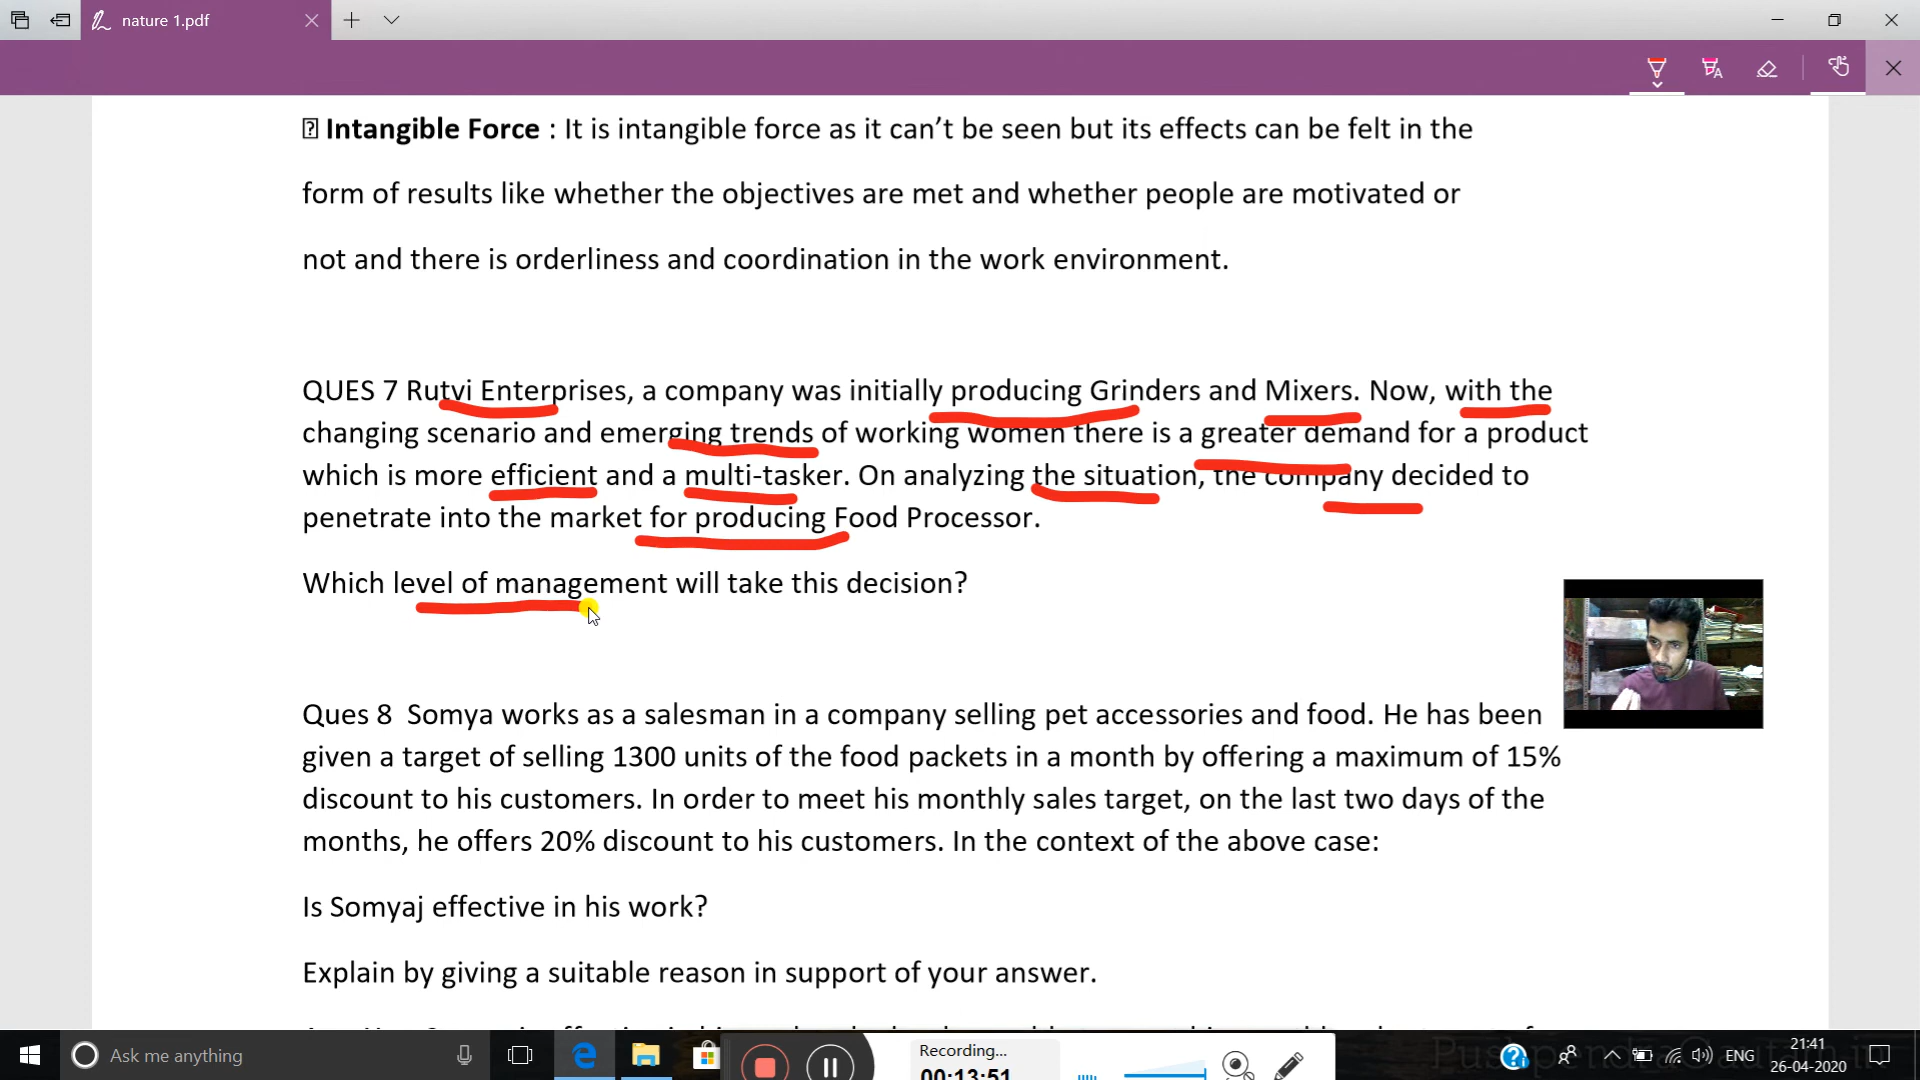 nature 1.pdf
Intangible Force : It is intangible force as it can’t be seen but its effects can be felt in the
form of results like whether the objectives are met and whether people are motivated or
not and there is orderliness and coordination in the work environment.
QUES 7 Rutvi Enterprises, a company was initially producing Grinders and Mixers. Now, with the
changing scenario and emerging trends of working women there is a greater demand for a product
which is more efficient and a multi-tasker. On analyzing the situation, the company decided to
penetrate into the market for producing Food Processor.
Which level of management will take this decision?
Ques 8 Somya works as a salesman in a company selling pet accessories and food. He has been
given a target of selling 1300 units of the food packets in a month by offering a maximum of 15%
discount to his customers. In order to meet his monthly sales target, on the last two days of the
months, he offers 20% discount to his customers. In the context of the above case:
Is Somyaj effective in his work?
Explain by giving a suitable reason in support of your answer.
Ask me anything
Recording...
00:13:51
ENG
21:41
26-04-2020